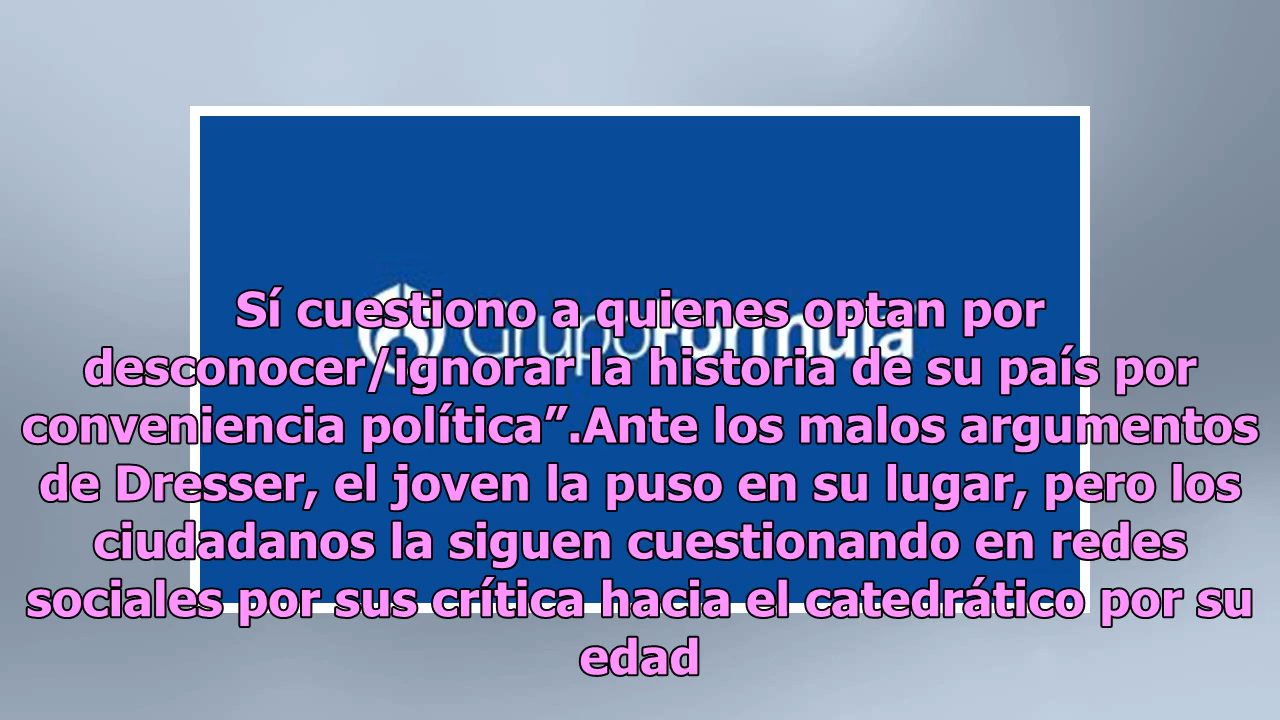 Sí cuestiono a quienes optan por
GrupoFórmula
desconocer/ignorar la historia de su país por
conveniencia política”.Ante los malos argumentos
de Dresser, el joven la puso en su lugar, pero los
ciudadanos la siguen cuestionando en redes
sociales por sus crítica hacia el catedrático por su
edad